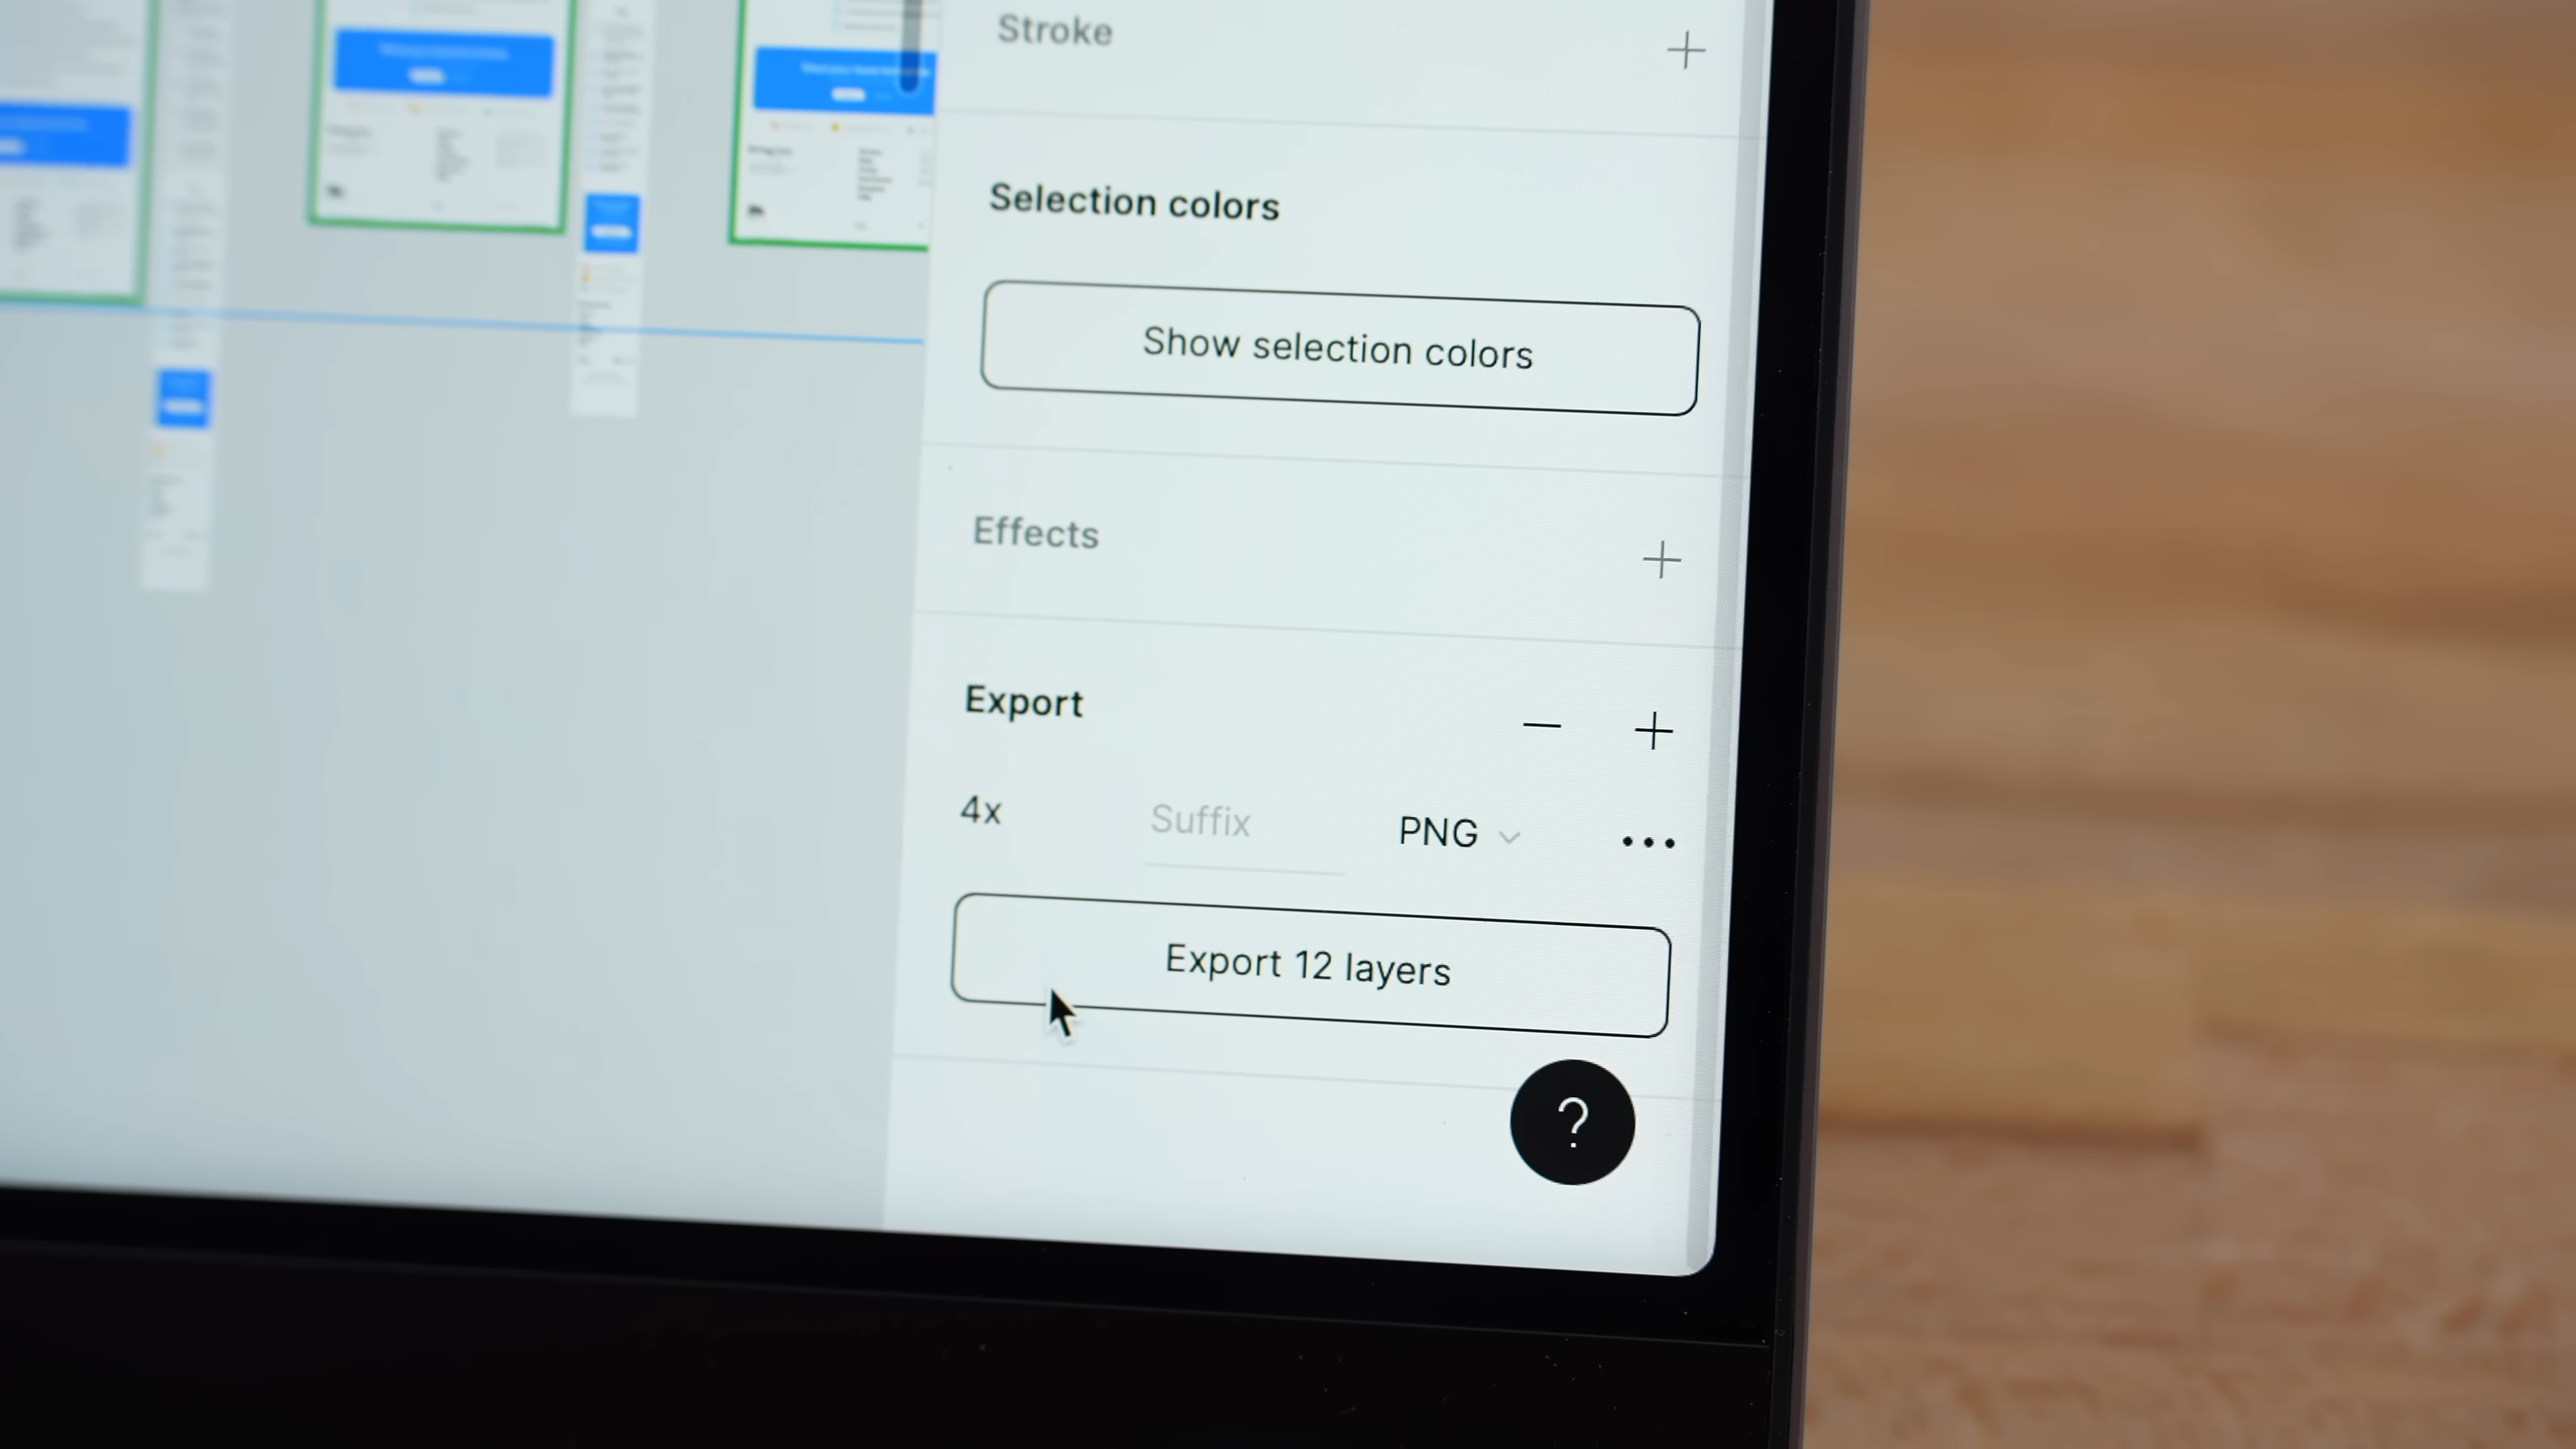 Stroke
Selection colors
Show selection colors
Effects
Export
4x Suffix PNG
Export 12 layers
?